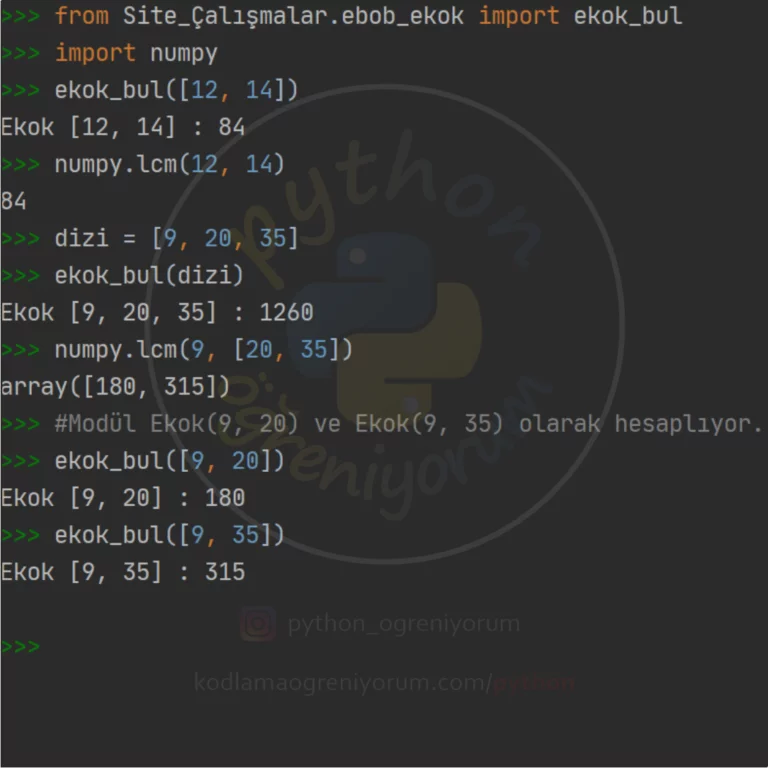 >>> from Site_Çalışmalar.ebob_ekok import ekok_bul
>>> import numpy
>>> ekok_bul([12, 14])
Ekok [12, 14] : 84
>>> numpy.lcm(12, 14)
84
>>> dizi = [9, 20, 35]
>>> ekok_bul(dizi)
Ekok [9, 20, 35] : 1260
>>> numpy.lcm(9, [20, 35])
array([180, 315])
>>> #Modül Ekok(9, 20) ve Ekok(9, 35) olarak hesaplıyor.
>>> ekok_bul([9, 20])
Ekok [9, 20] : 180
>>> ekok_bul([9, 35])
Ekok [9, 35] : 315
>>>
python
öğreniyorum
python_ogreniyorum
kodlamaogreniyorum.com/python